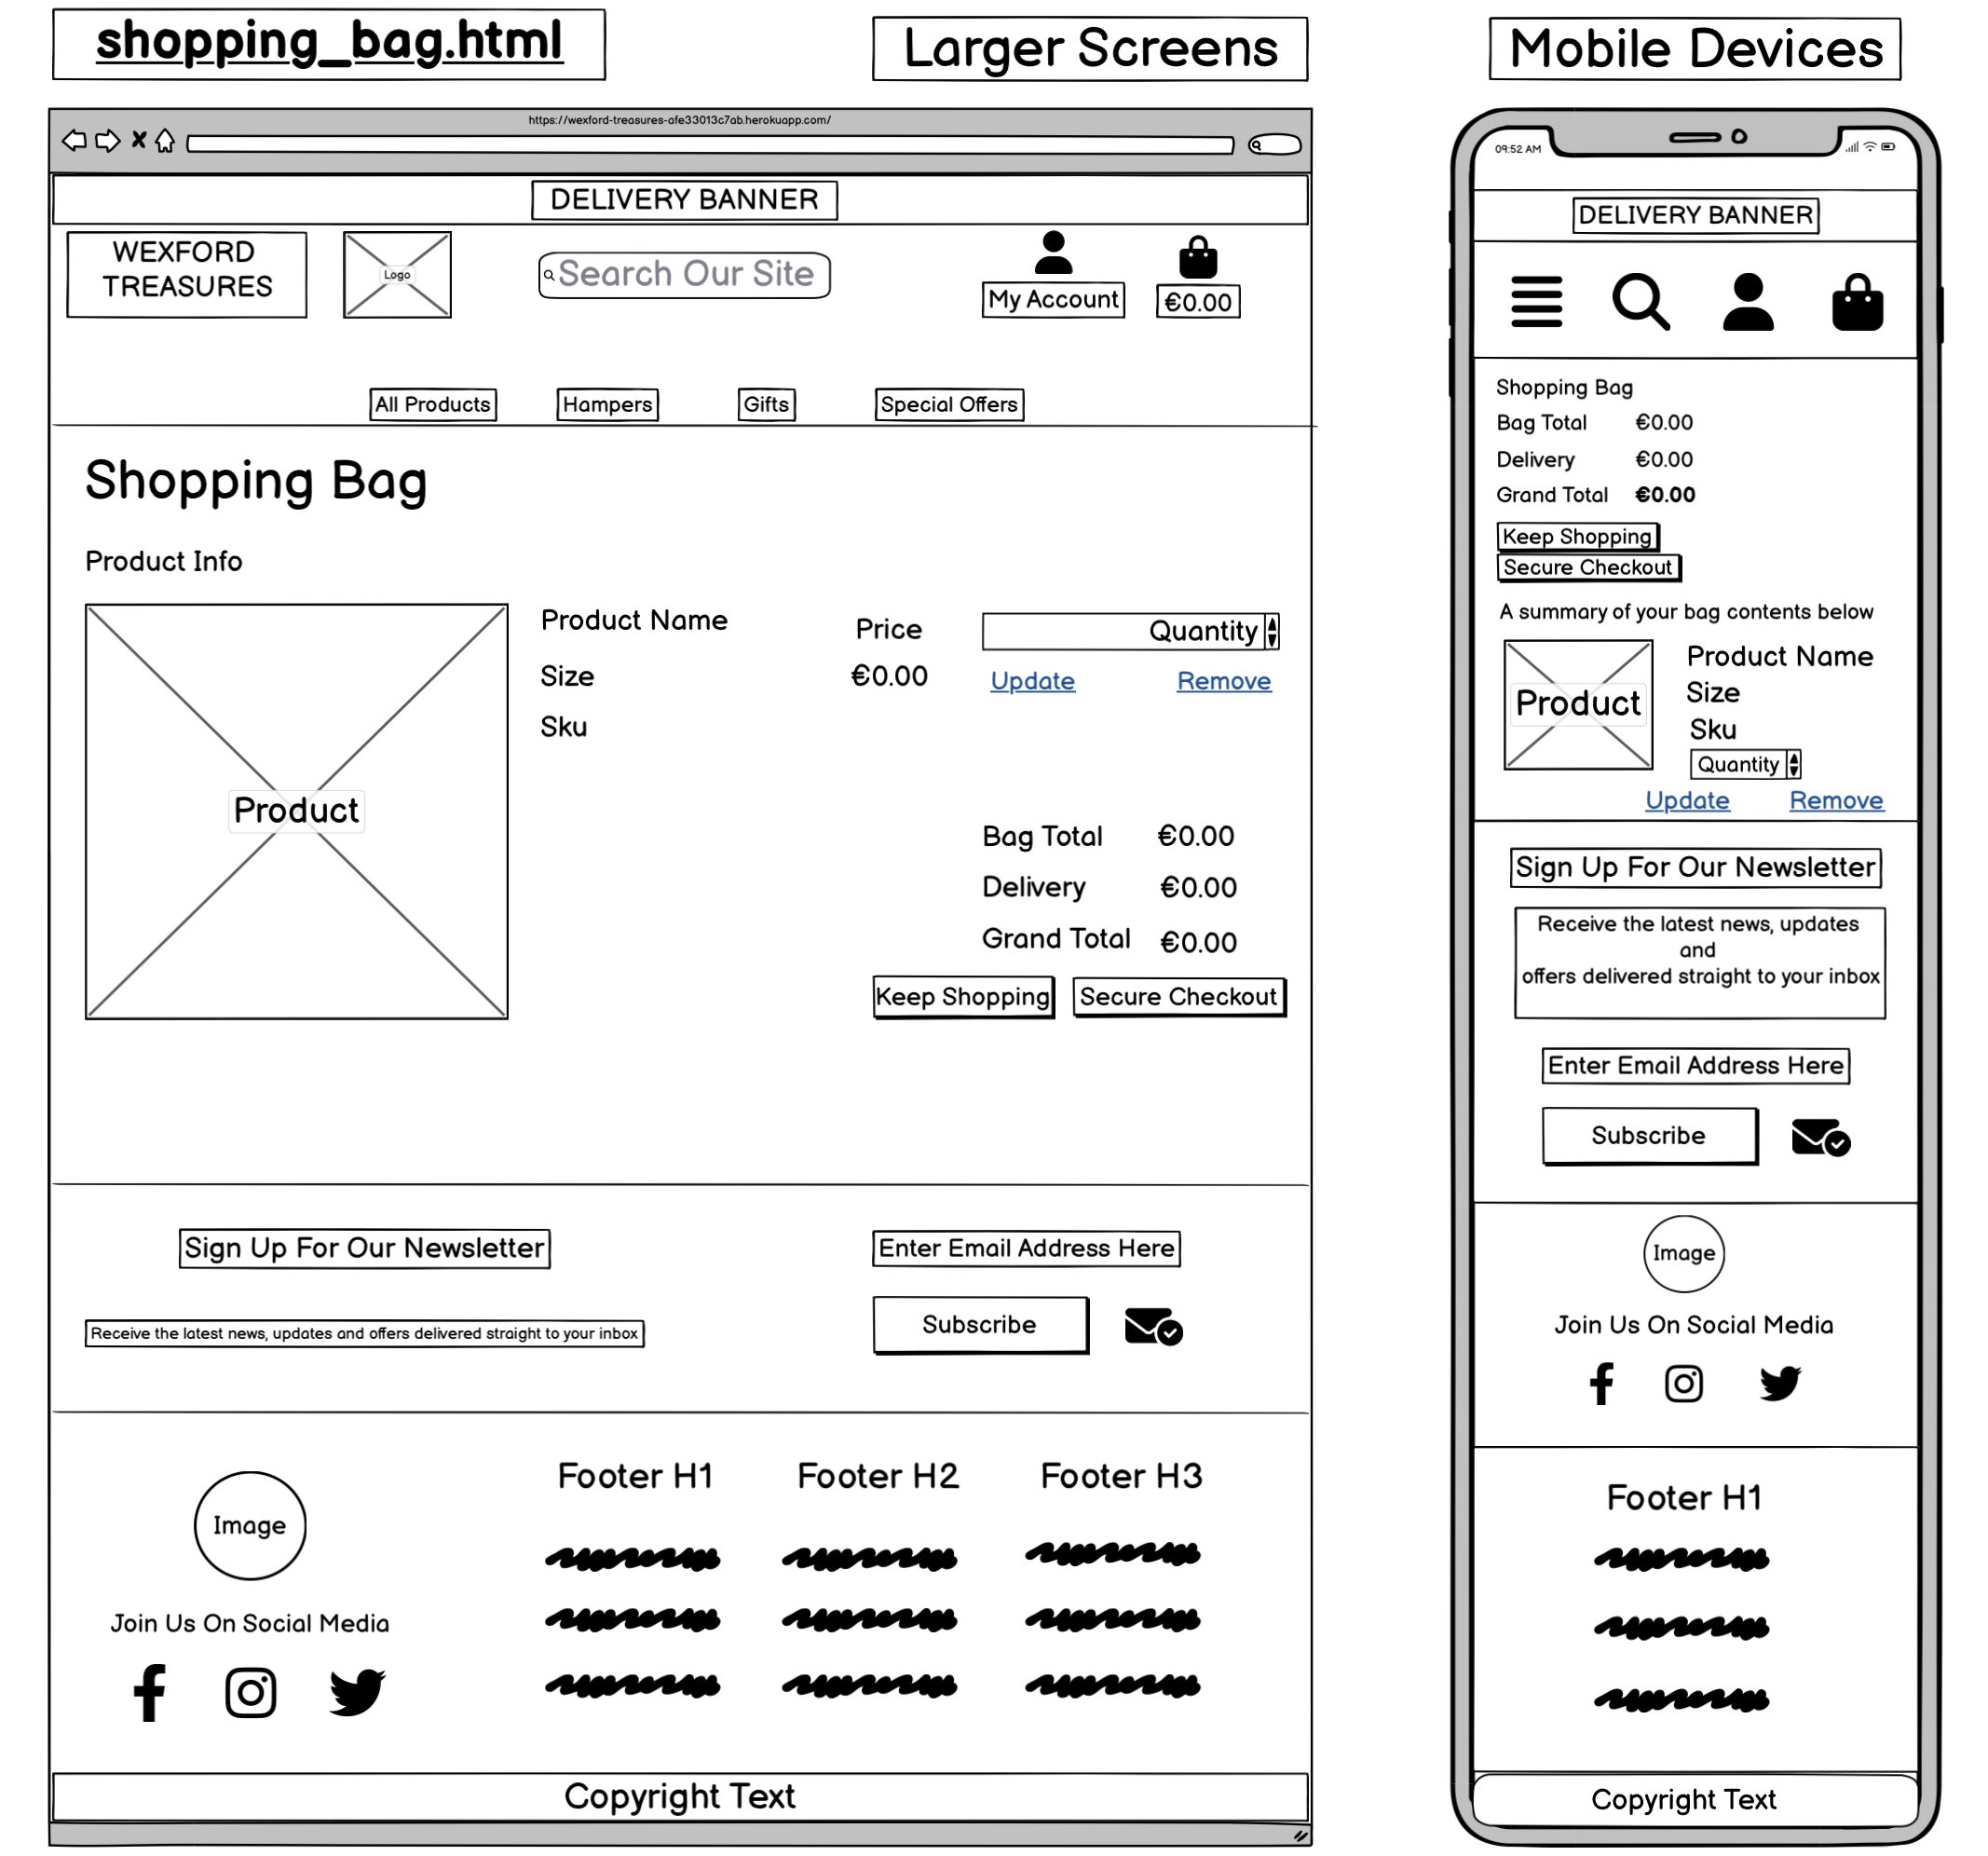 shopping_bag.html
Larger Screens
Mobile Devices
https://wexford-treasures-afe33013c7ab.herokuapp.com/
DELIVERY BANNER
WEXFORD
TREASURES
Logo
Search Our Site
My Account
€0.00
All Products
Hampers
Gifts
Special Offers
Shopping Bag
Product Info
Product
Product Name
Price
Quantity
Size
€0.00
Update
Remove
Sku
Bag Total €0.00
Delivery €0.00
Grand Total €0.00
Keep Shopping
Secure Checkout
Sign Up For Our Newsletter
Enter Email Address Here
Receive the latest news, updates and offers delivered straight to your inbox
Subscribe
Image
Join Us On Social Media
Footer H1
Footer H2
Footer H3
Copyright Text
09:52 AM
DELIVERY BANNER
Shopping Bag
Bag Total €0.00
Delivery €0.00
Grand Total €0.00
Keep Shopping
Secure Checkout
A summary of your bag contents below
Product
Product Name
Size
Sku
Quantity
Update
Remove
Sign Up For Our Newsletter
Receive the latest news, updates
and
offers delivered straight to your inbox
Enter Email Address Here
Subscribe
Image
Join Us On Social Media
Footer H1
Copyright Text